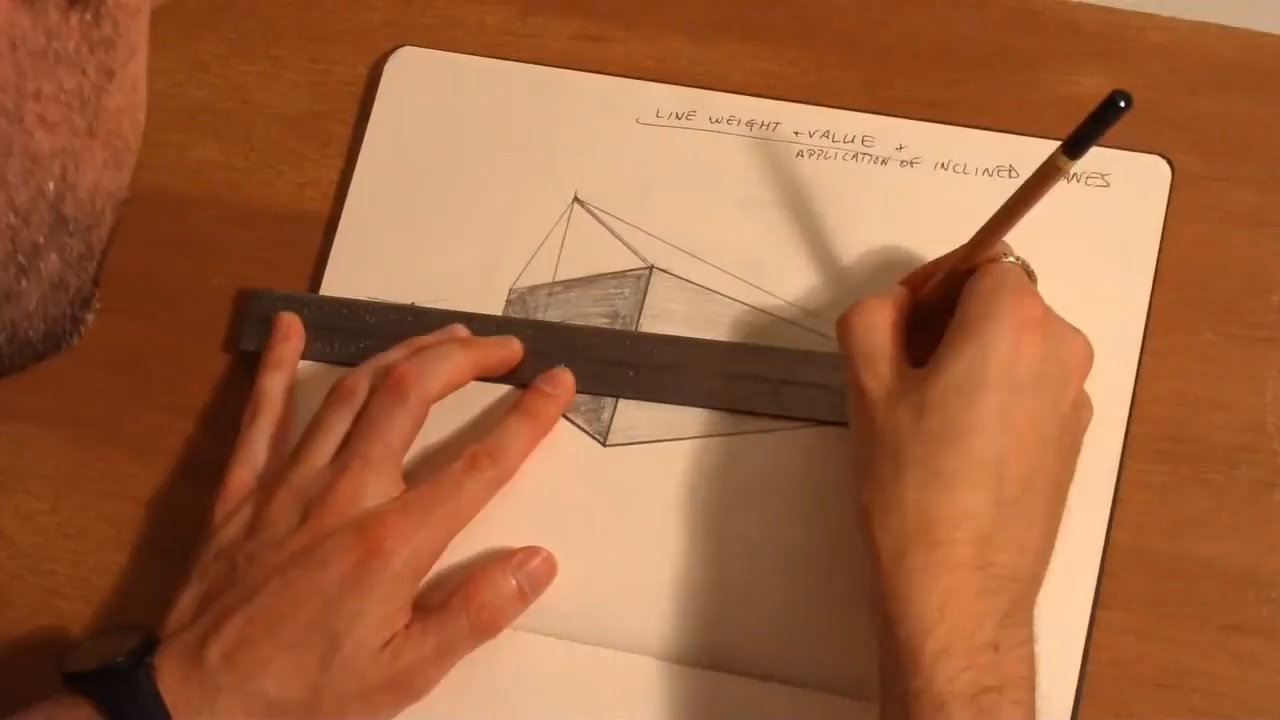 LINE WEIGHT + VALUE +
APPLICATION OF INCLINED